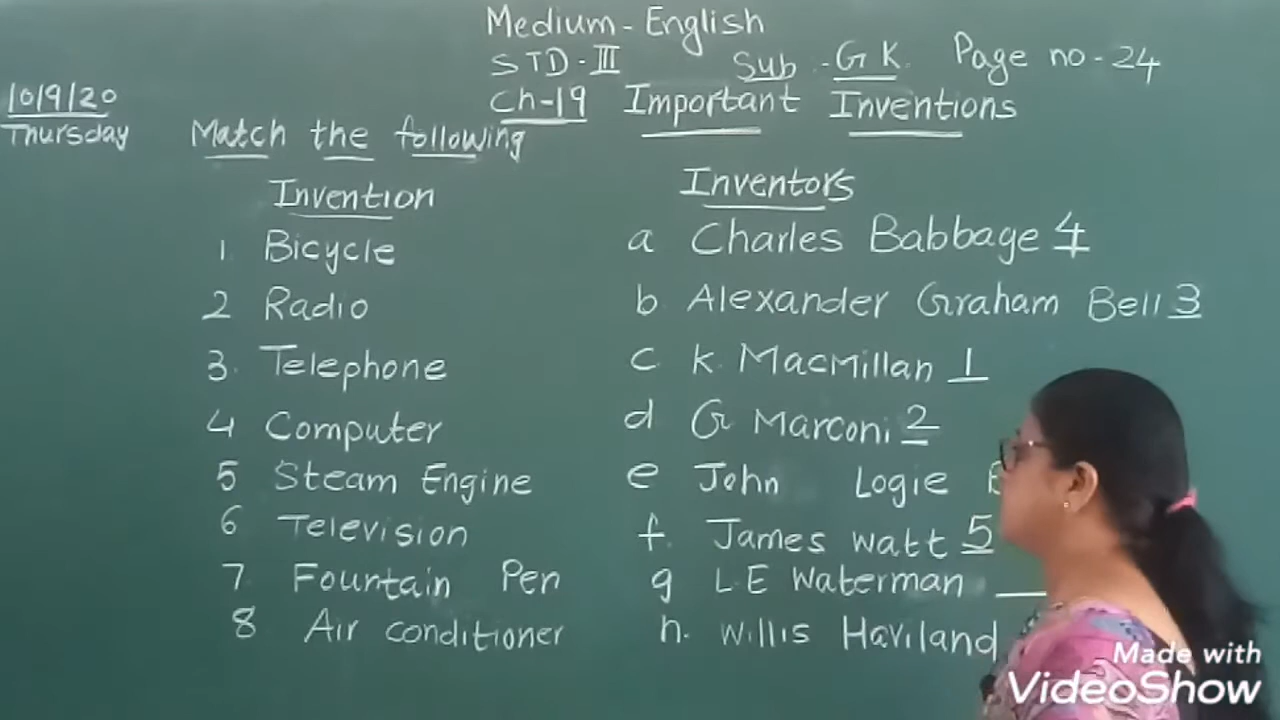 Medium - English
STD - III Sub - G K. Page no - 24
10/9/20
Thursday
Ch-19 Important Inventions
Match the following
Invention
Inventors
1. Bicycle
a Charles Babbage 4
2 Radio
b Alexander Graham Bell 3
3. Telephone
c K. Macmillan 1
4 Computer
d G Marconi 2
5 Steam Engine
e John Logie
6 Television
f. James watt 5
7 Fountain Pen
g L.E Waterman
8 Air conditioner
h. Willis Haviland
Made with
VideoShow